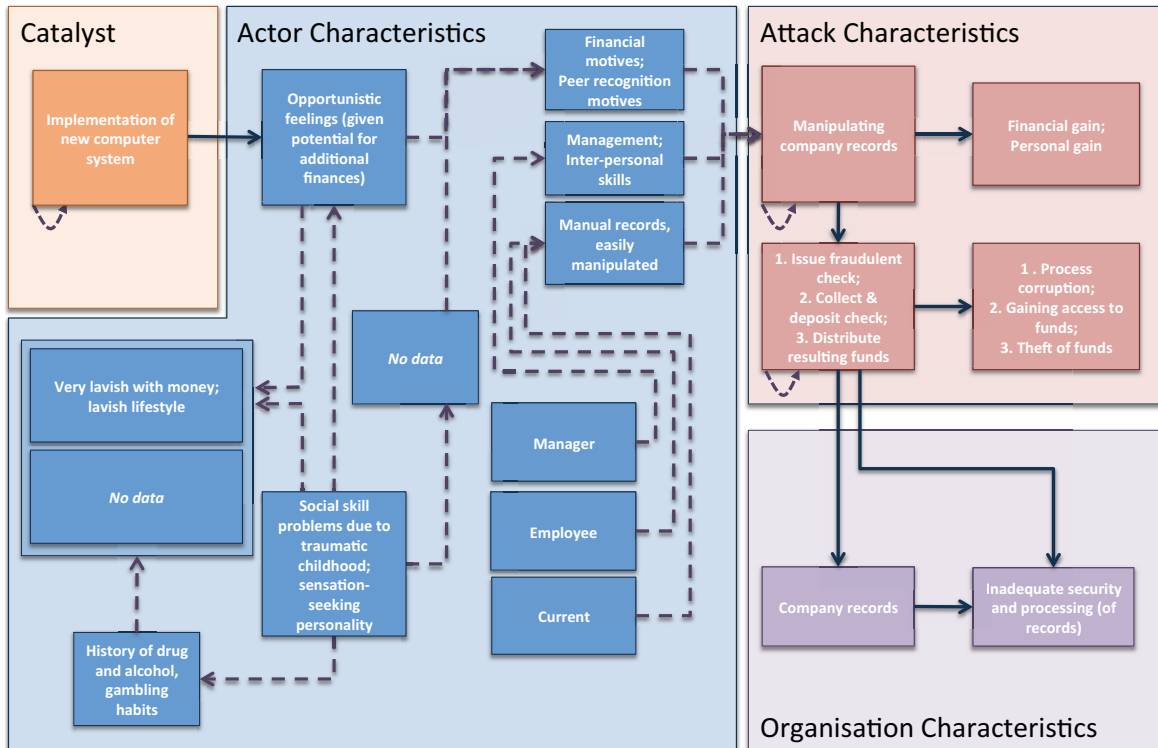 Catalyst
Implementation of
new computer
system
Actor Characteristics
Opportunistic
feelings (given
potential for
additional
finances)
Financial
motives;
Peer recognition
motives
Management;
Inter-personal
skills
Manual records,
easily
manipulated
No data
Very lavish with money;
lavish lifestyle
No data
Social skill
problems due to
traumatic
childhood;
sensation-
seeking
personality
History of drug
and alcohol,
gambling
habits
Manager
Employee
Current
Attack Characteristics
Manipulating
company records
Financial gain;
Personal gain
1. Issue fraudulent
check;
2. Collect &
deposit check;
3. Distribute
resulting funds
1 . Process
corruption;
2. Gaining access to
funds;
3. Theft of funds
Company records
Inadequate security
and processing (of
records)
Organisation Characteristics